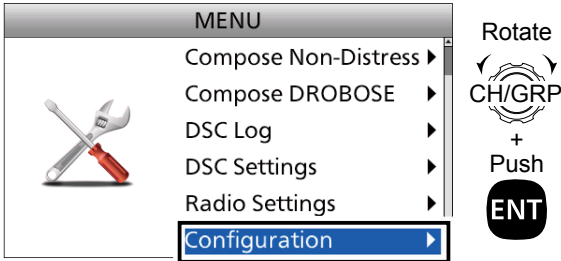 MENU
Compose Non-Distress
Compose DROBOSE
DSC Log
DSC Settings
Radio Settings
Configuration
Rotate
CH/GRP
+
Push
ENT